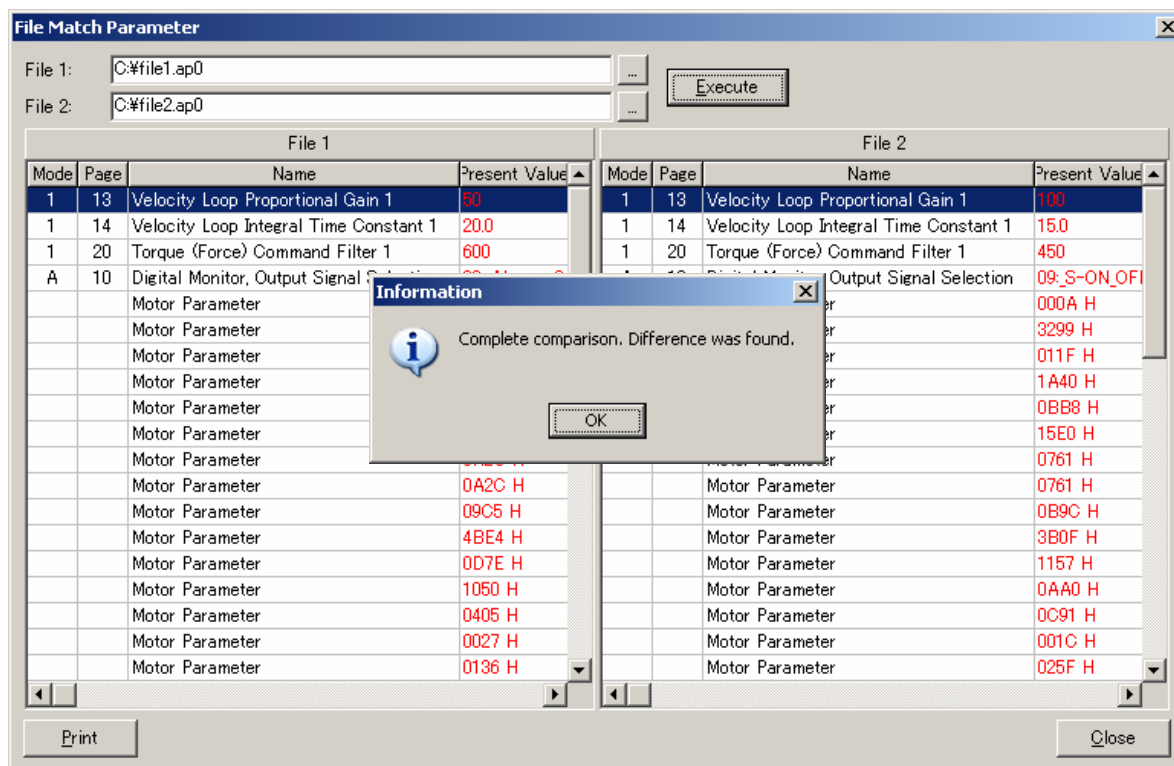 File Match Parameter
File 1: C:¥file1.ap0 ...
Execute
File 2: C:¥file2.ap0 ...
File 1
Mode Page Name Present Value
1 13 Velocity Loop Proportional Gain 1 50
1 14 Velocity Loop Integral Time Constant 1 20.0
1 20 Torque (Force) Command Filter 1 600
A 10 Digital Monitor, Output Signal
Motor Parameter
Motor Parameter
Motor Parameter
Motor Parameter
Motor Parameter
Motor Parameter
Motor Parameter
Motor Parameter 0A2C H
Motor Parameter 09C5 H
Motor Parameter 4BE4 H
Motor Parameter 0D7E H
Motor Parameter 1050 H
Motor Parameter 0405 H
Motor Parameter 0027 H
Motor Parameter 0136 H
File 2
Mode Page Name Present Value
1 13 Velocity Loop Proportional Gain 1 100
1 14 Velocity Loop Integral Time Constant 1 15.0
1 20 Torque (Force) Command Filter 1 450
Output Signal Selection 09:_S-ON_OFF
000A H
3299 H
011F H
1A40 H
0BB8 H
15E0 H
0761 H
Motor Parameter 0761 H
Motor Parameter 0B9C H
Motor Parameter 3B0F H
Motor Parameter 1157 H
Motor Parameter 0AA0 H
Motor Parameter 0C91 H
Motor Parameter 001C H
Motor Parameter 025F H
Information
Complete comparison. Difference was found.
OK
Print
Close